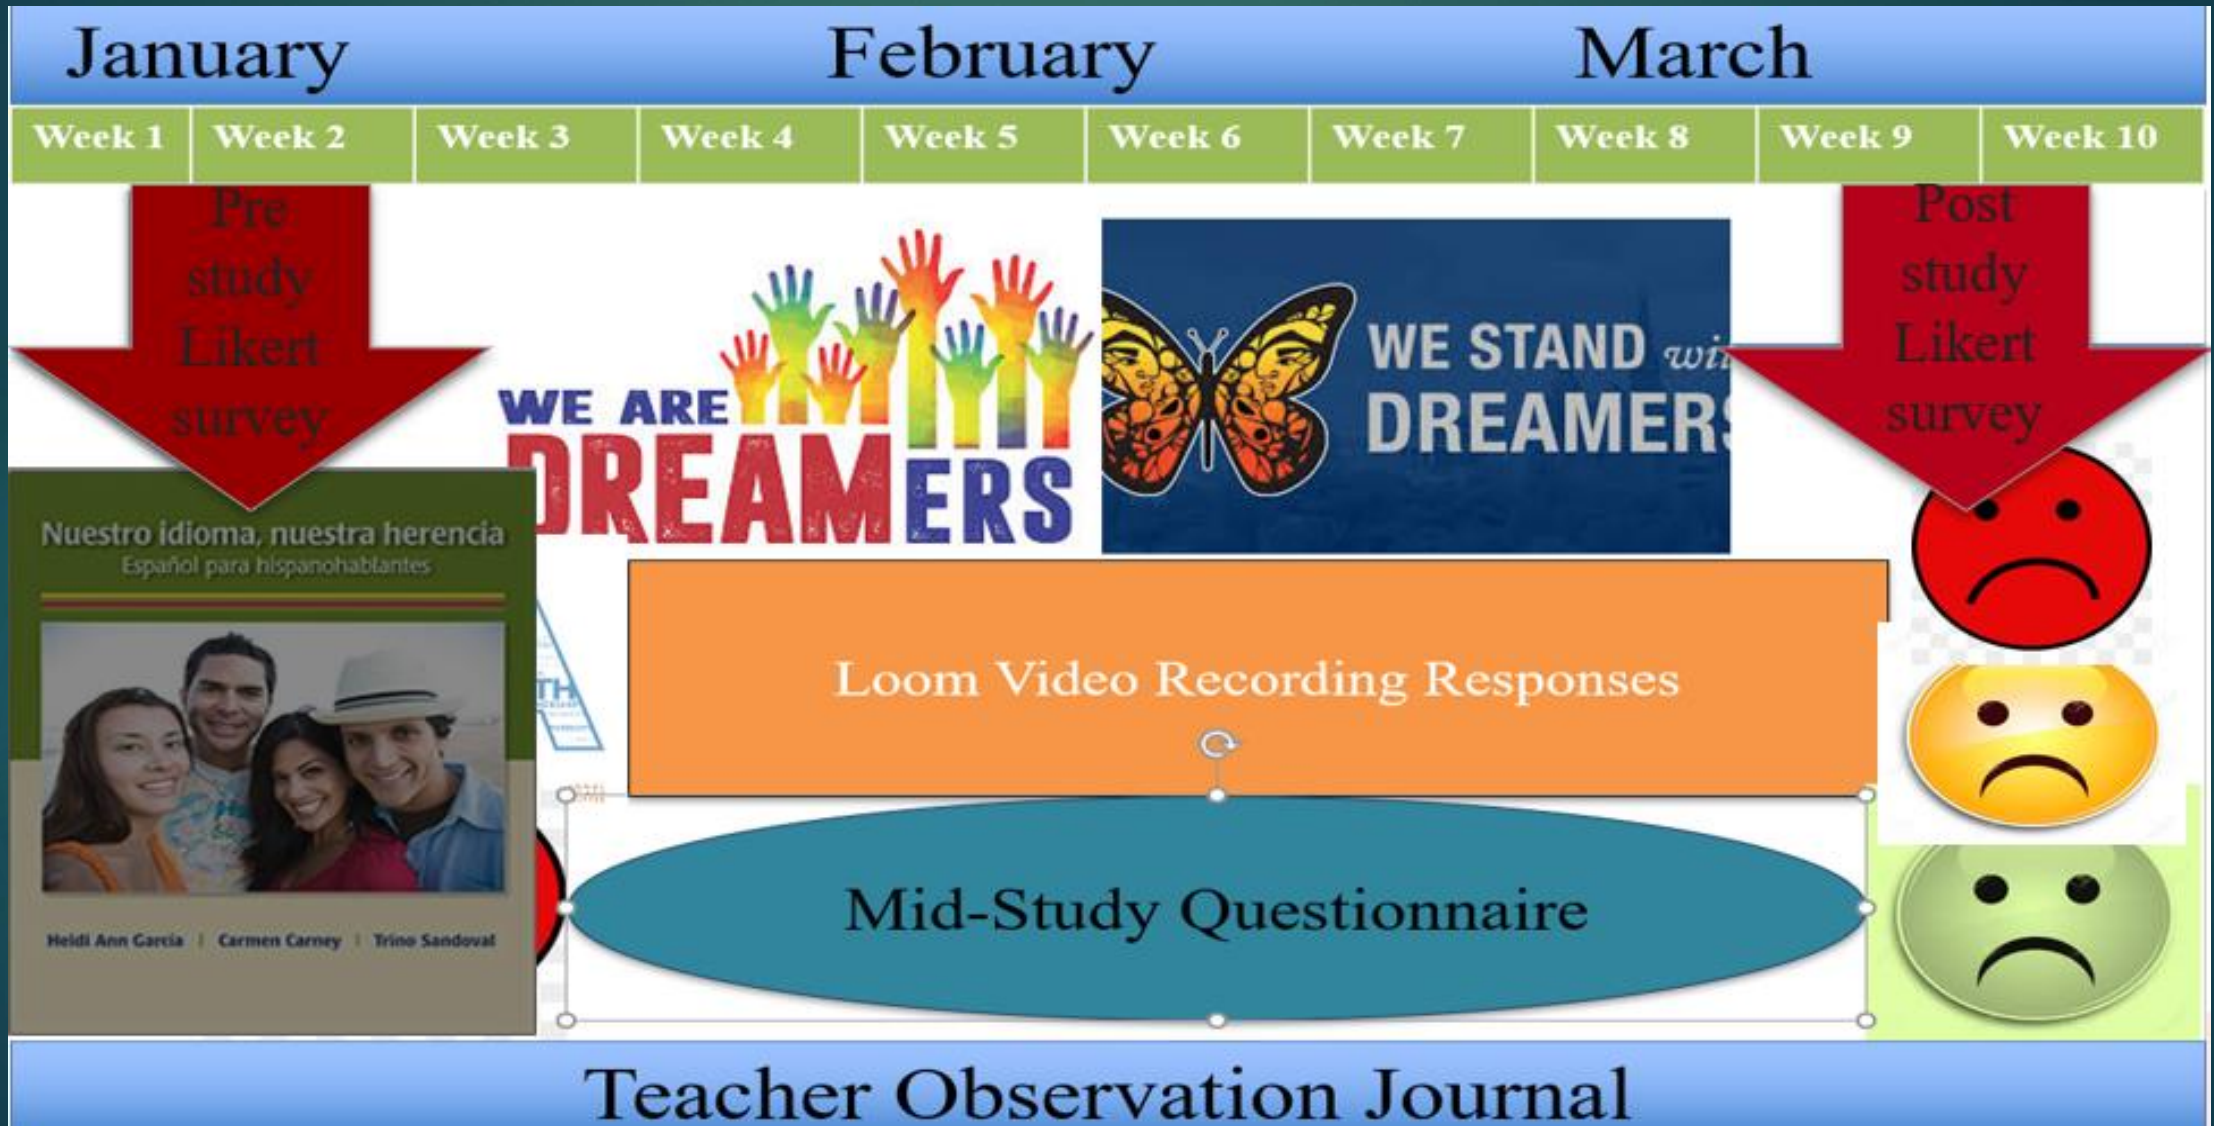 January February March
Week 1 Week 2 Week 3 Week 4 Week 5 Week 6 Week 7 Week 8 Week 9 Week 10
Pre
study
Likert
survey
WE ARE
DREAMERS
WE STAND wi
DREAMERS
Post
study
Likert
survey
Nuestro idioma, nuestra herencia
Español para hispanohablantes
Heidi Ann García | Carmen Carney | Trino Sandoval
TH
Loom Video Recording Responses
Mid-Study Questionnaire
Teacher Observation Journal